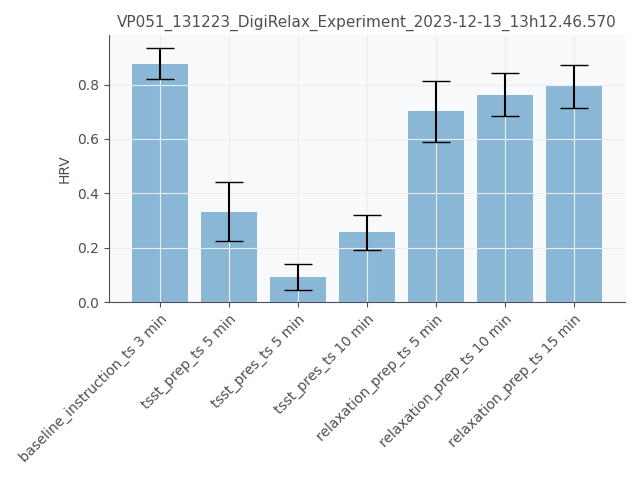 VP051_131223_DigiRelax_Experiment_2023-12-13_13h12.46.570
HRV
0.8
0.6
0.4
0.2
0.0
baseline_instruction_ts 3 min
tsst_prep_ts 5 min
tsst_pres_ts 5 min
tsst_pres_ts 10 min
relaxation_prep_ts 5 min
relaxation_prep_ts 10 min
relaxation_prep_ts 15 min